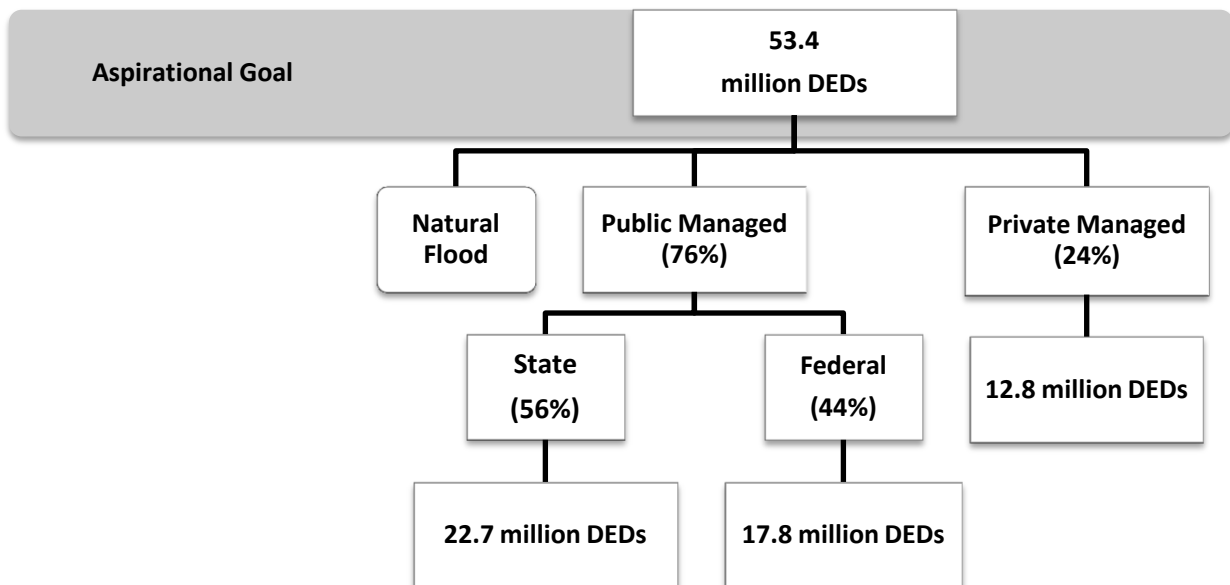 Aspirational Goal
53.4
million DEDs
Natural
Flood
Public Managed
(76%)
Private Managed
(24%)
State
(56%)
Federal
(44%)
12.8 million DEDs
22.7 million DEDs
17.8 million DEDs